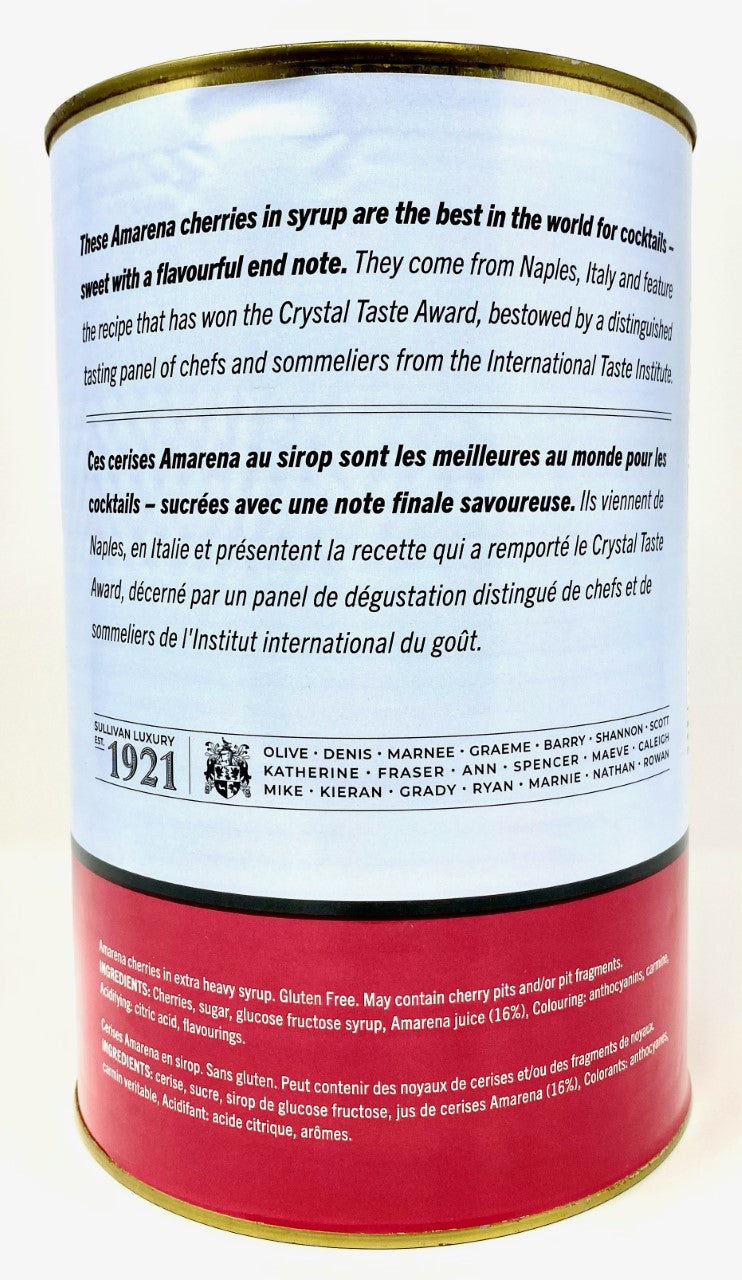 These Amarena cherries in syrup are the best in the world for cocktails –
sweet with a flavourful end note. They come from Naples, Italy and feature
the recipe that has won the Crystal Taste Award, bestowed by a distinguished
tasting panel of chefs and sommeliers from the International Taste Institute.
Ces cerises Amarena au sirop sont les meilleures au monde pour les
cocktails – sucrées avec une note finale savoureuse. Ils viennent de
Naples, en Italie et présentent la recette qui a remporté le Crystal Taste
Award, décerné par un panel de dégustation distingué de chefs et de
sommeliers de l'Institut international du goût.
SULLIVAN LUXURY
EST. 1921
OLIVE · DENIS · MARNEE · GRAEME · BARRY · SHANNON · SCOTT
KATHERINE · FRASER · ANN · SPENCER · MAEVE · CALEIGH
MIKE · KIERAN · GRADY · RYAN · MARNIE · NATHAN · ROWAN
Amarena cherries in extra heavy syrup. Gluten Free. May contain cherry pits and/or pit fragments.
INGREDIENTS: Cherries, sugar, glucose fructose syrup, Amarena juice (16%), Colouring: anthocyanins, carmine,
Acidifying: citric acid, flavourings.
Cerises Amarena en sirop. Sans gluten. Peut contenir des noyaux de cerises et/ou des fragments de noyaux.
INGREDIENTS: cerise, sucre, sirop de glucose fructose, jus de cerises Amarena (16%), Colorants: anthocyanes,
carmin veritable, Acidifant: acide citrique, arômes.